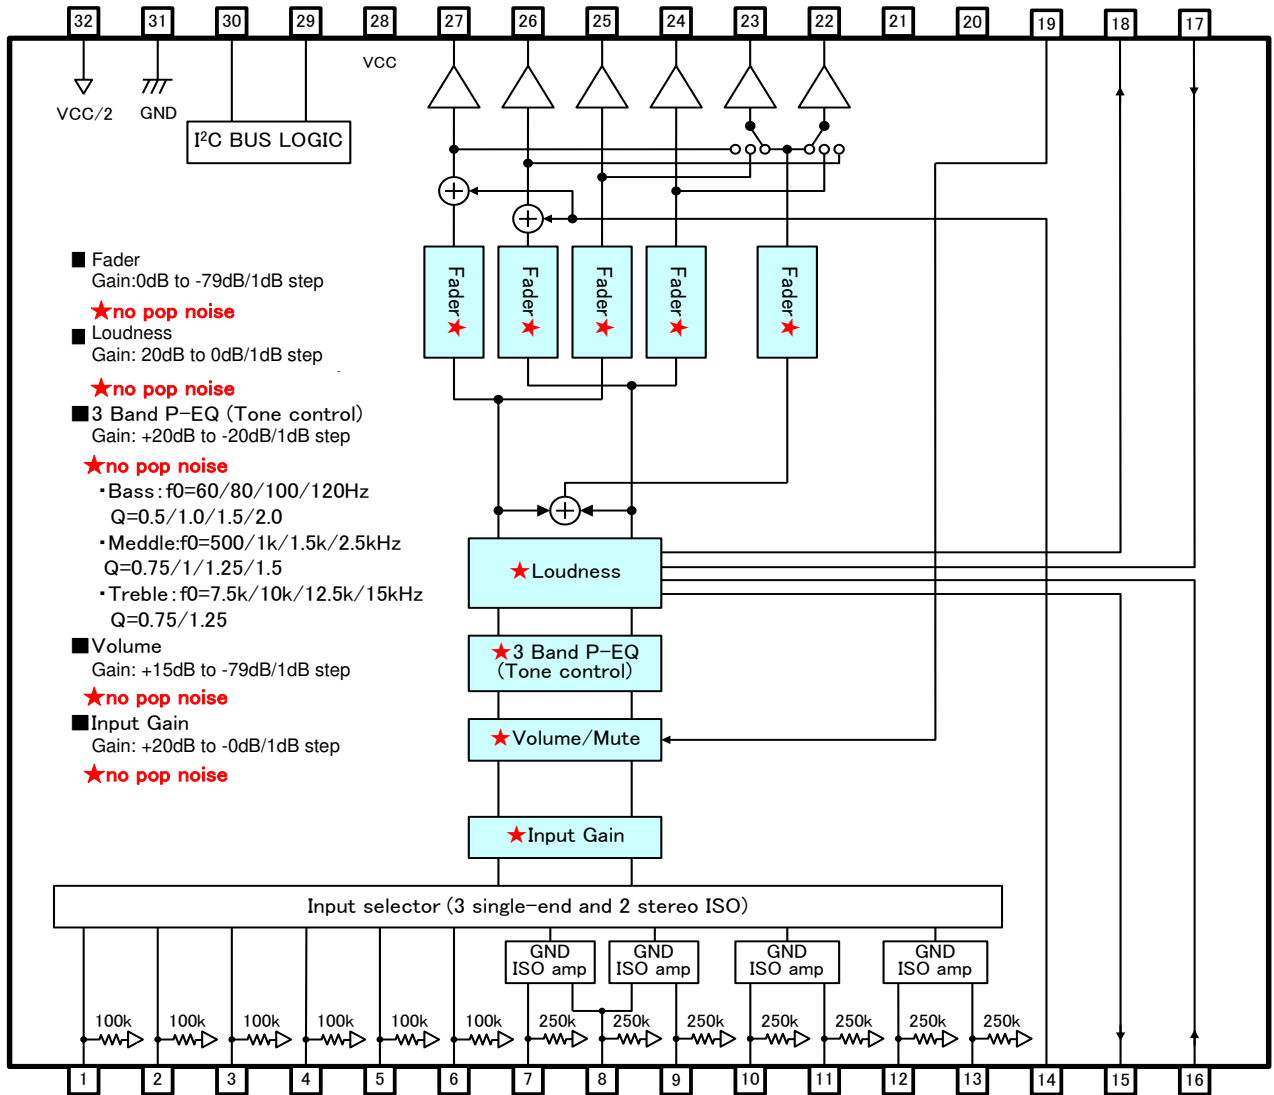 32 31 30 29 28 27 26 25 24 23 22 21 20 19 18 17
VCC
VCC/2
GND
I²C BUS LOGIC
Fader★
Fader★
Fader★
Fader★
Fader★
■ Fader
Gain:0dB to -79dB/1dB step
★no pop noise
■ Loudness
Gain: 20dB to 0dB/1dB step
★no pop noise
■3 Band P-EQ (Tone control)
Gain: +20dB to -20dB/1dB step
★no pop noise
・Bass:f0=60/80/100/120Hz
Q=0.5/1.0/1.5/2.0
・Meddle:f0=500/1k/1.5k/2.5kHz
Q=0.75/1/1.25/1.5
・Treble:f0=7.5k/10k/12.5k/15kHz
Q=0.75/1.25
■Volume
Gain: +15dB to -79dB/1dB step
★no pop noise
■Input Gain
Gain: +20dB to -0dB/1dB step
★no pop noise
★Loudness
★3 Band P-EQ
(Tone control)
★Volume/Mute
★Input Gain
Input selector (3 single-end and 2 stereo ISO)
GND
ISO amp
GND
ISO amp
GND
ISO amp
GND
ISO amp
100k 100k 100k 100k 100k 100k 250k 250k 250k 250k 250k 250k 250k
1 2 3 4 5 6 7 8 9 10 11 12 13 14 15 16